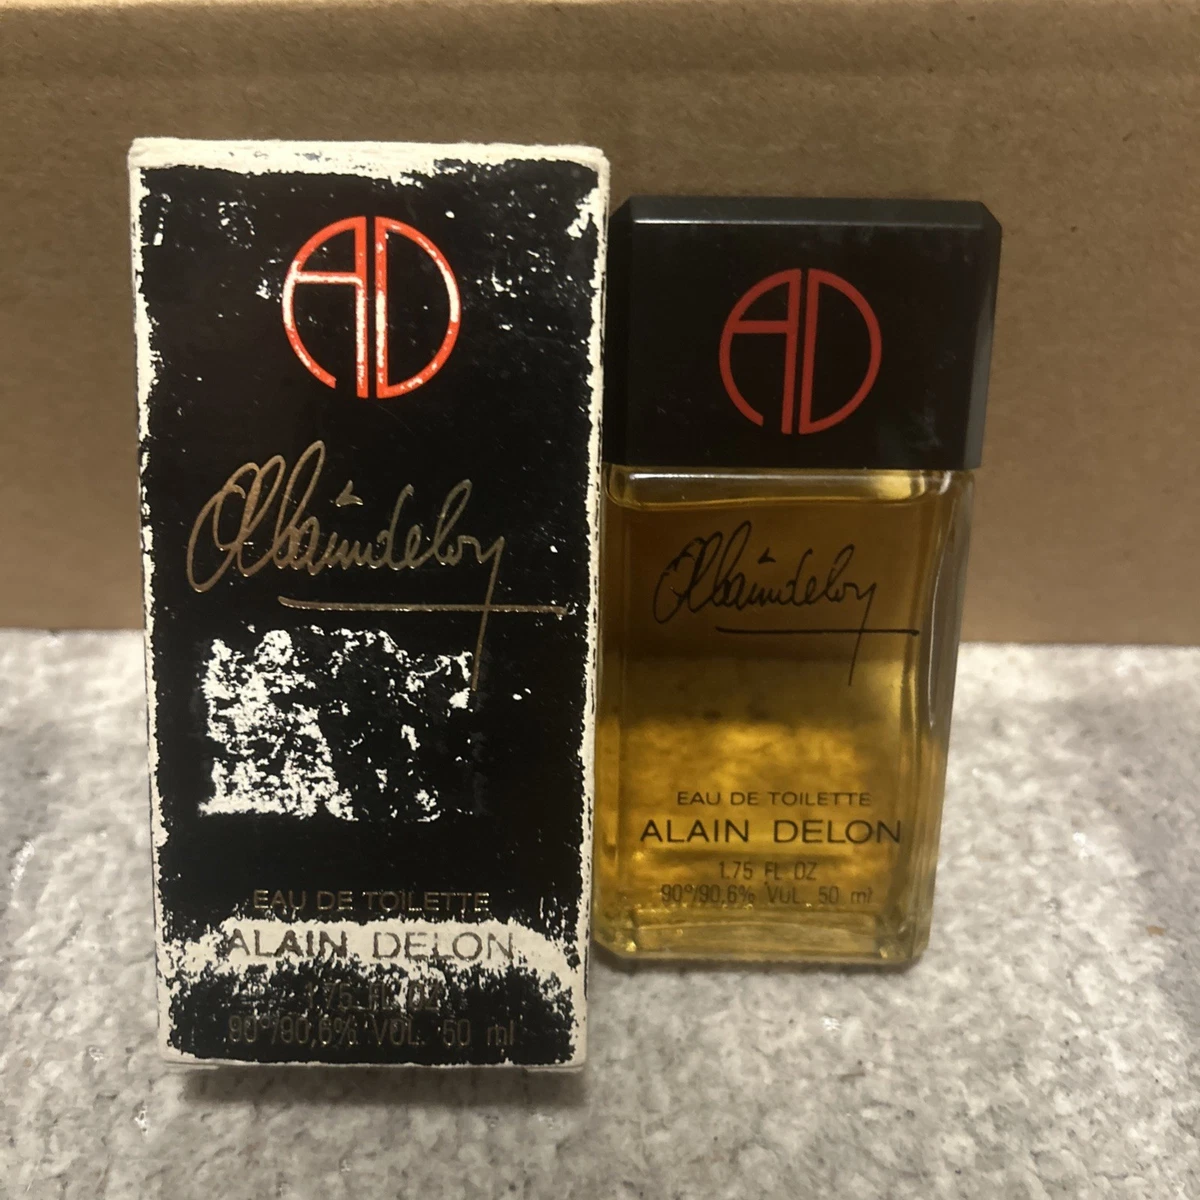 AD
Alain Delon
EAU DE TOILETTE
ALAIN DELON
1.75 FL OZ
90°/90,6% VOL. 50 ml
AD
Alain Delon
EAU DE TOILETTE
ALAIN DELON
1.75 FL OZ
90°/90,6% VOL. 50 ml